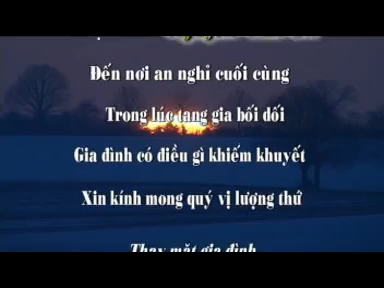 Đến nơi an nghỉ cuối cùng
Trong lúc tang gia bối dối
Gia đình có điều gì khiếm khuyết
Xin kính mong quý vị lượng thứ
Thay mặt gia đình